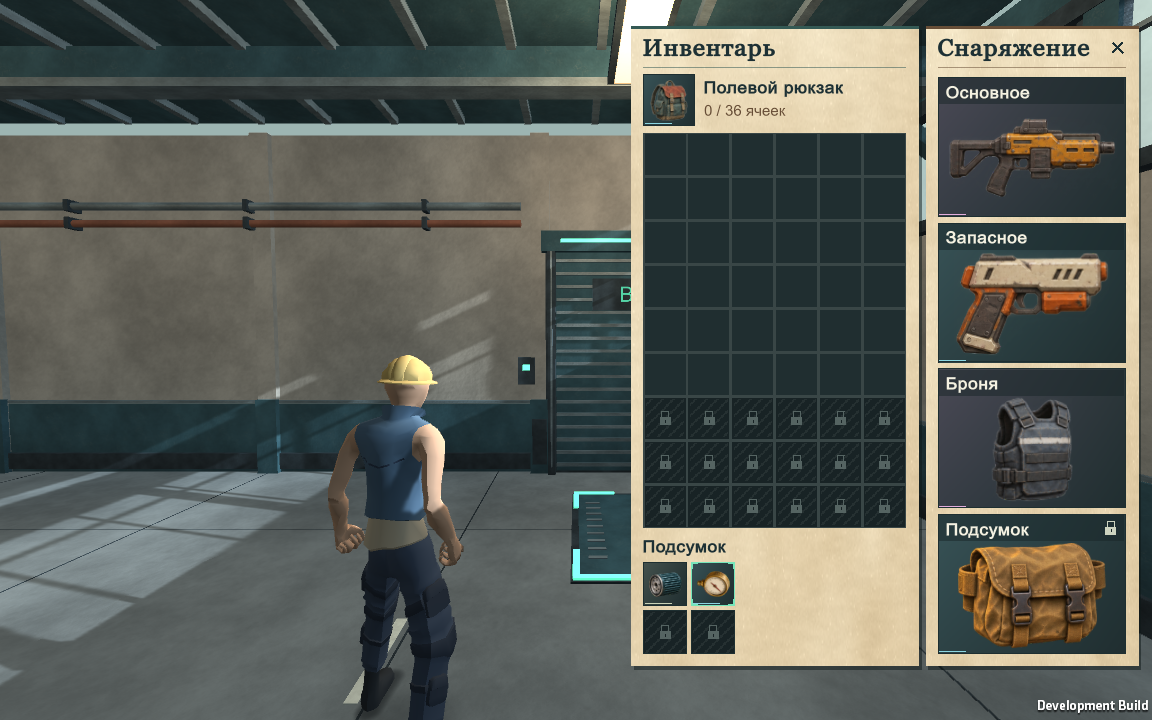 Инвентарь
Полевой рюкзак
0 / 36 ячеек
Подсумок
Снаряжение
Основное
Запасное
Броня
Подсумок
Development Build